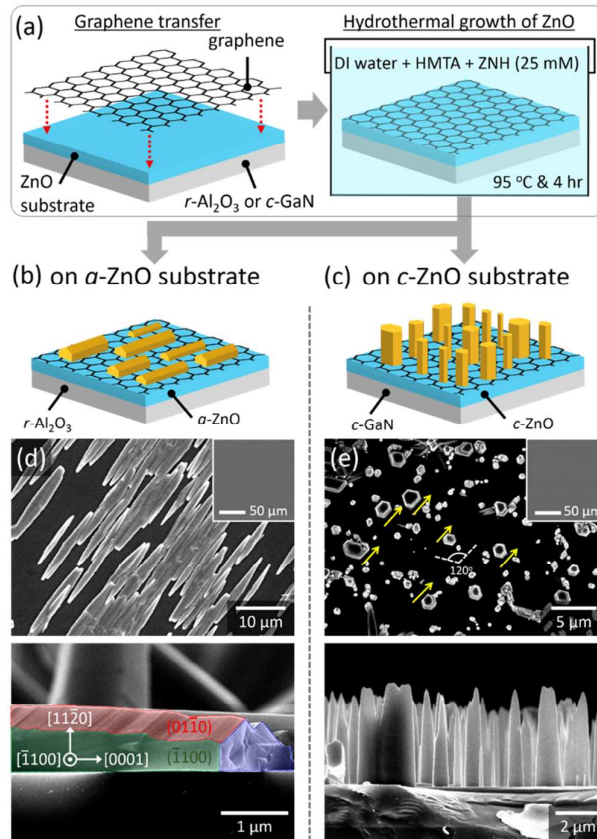 (a)
Graphene transfer
graphene
ZnO
substrate
r-Al₂O₃ or c-GaN
Hydrothermal growth of ZnO
DI water + HMTA + ZNH (25 mM)
95 °C & 4 hr
(b) on a-ZnO substrate
r-Al₂O₃
a-ZnO
(c) on c-ZnO substrate
c-GaN
c-ZnO
(d)
50 μm
10 μm
(e)
50 μm
120°
5 μm
[112̄0]
(011̄0)
[1̄100]
[0001]
(1̄100)
1 μm
2 μm